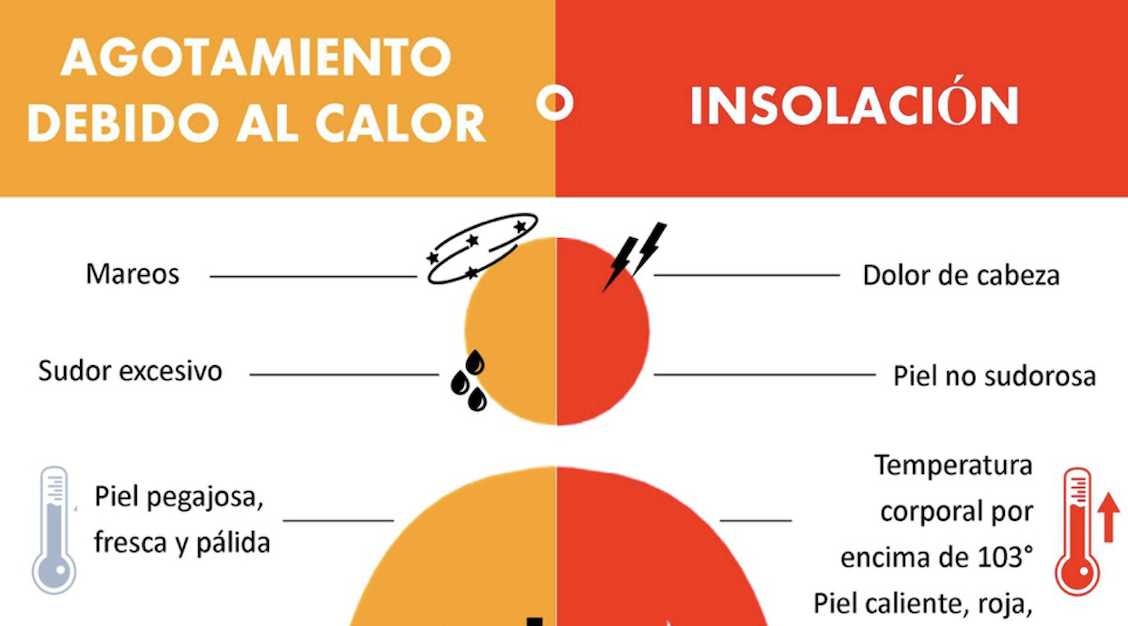 AGOTAMIENTO
DEBIDO AL CALOR
O
INSOLACIÓN
Mareos
Dolor de cabeza
Sudor excesivo
Piel no sudorosa
Piel pegajosa,
fresca y pálida
Temperatura
corporal por
encima de 103°
Piel caliente, roja,